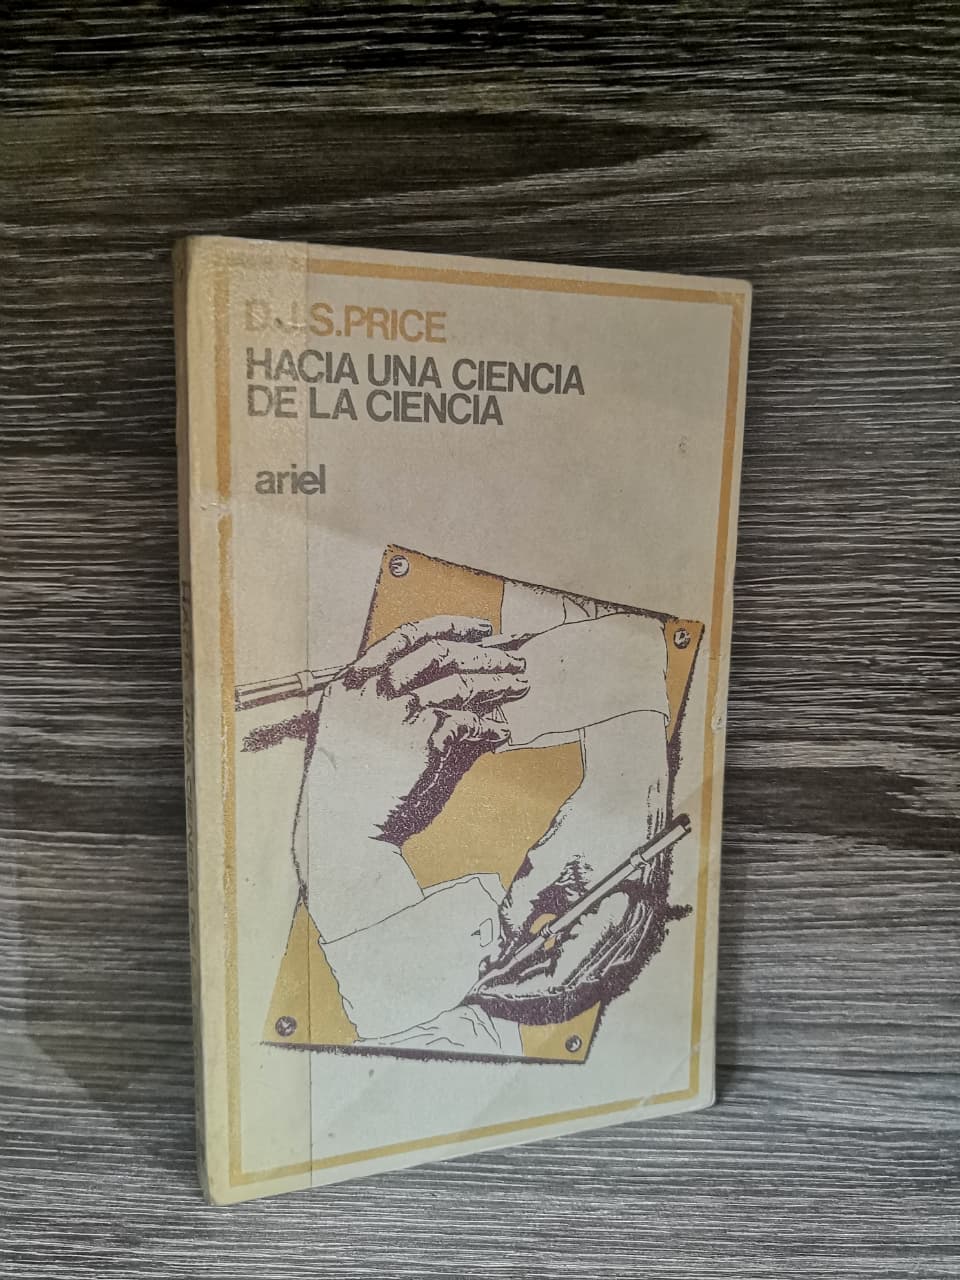 D.J.S.PRICE
HACIA UNA CIENCIA
DE LA CIENCIA
ariel